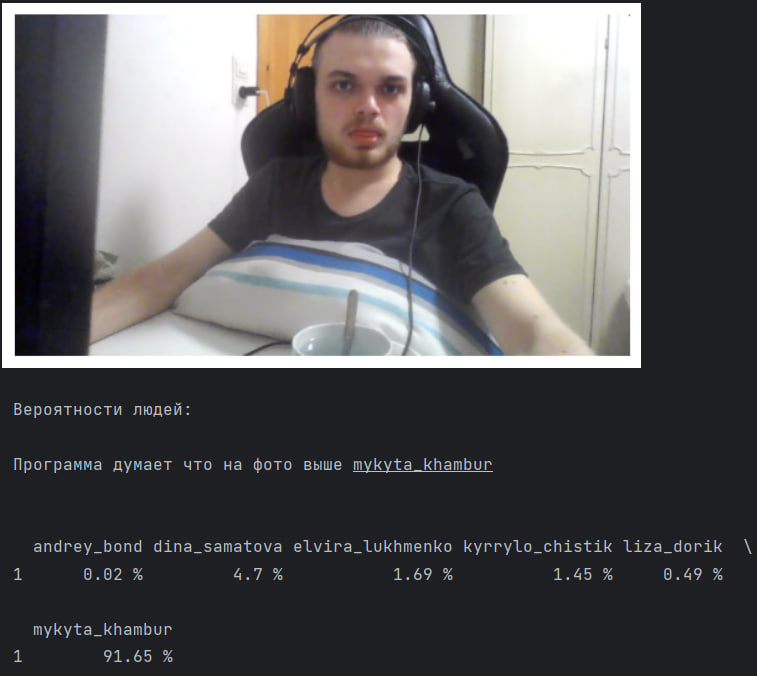 Вероятности людей:
Программа думает что на фото выше mykyta_khambur
andrey_bond dina_samatova elvira_lukhmenko kyrrylo_chistik liza_dorik \
1 0.02 % 4.7 % 1.69 % 1.45 % 0.49 %
mykyta_khambur
1 91.65 %